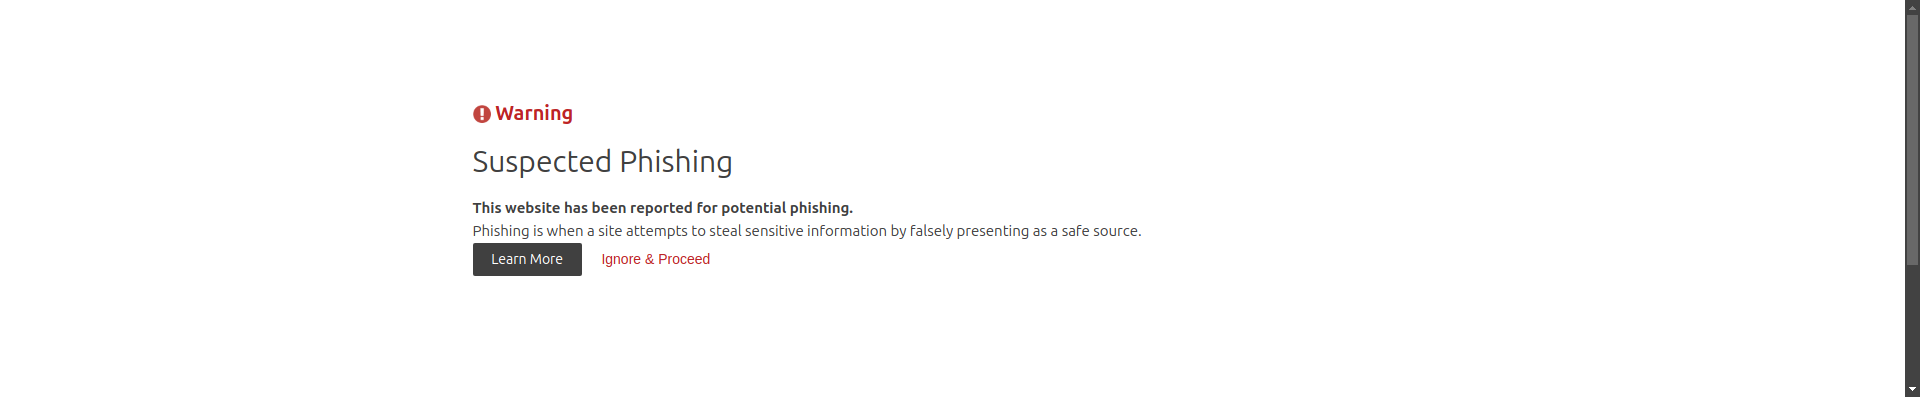 Warning
Suspected Phishing
This website has been reported for potential phishing.
Phishing is when a site attempts to steal sensitive information by falsely presenting as a safe source.
Learn More Ignore & Proceed